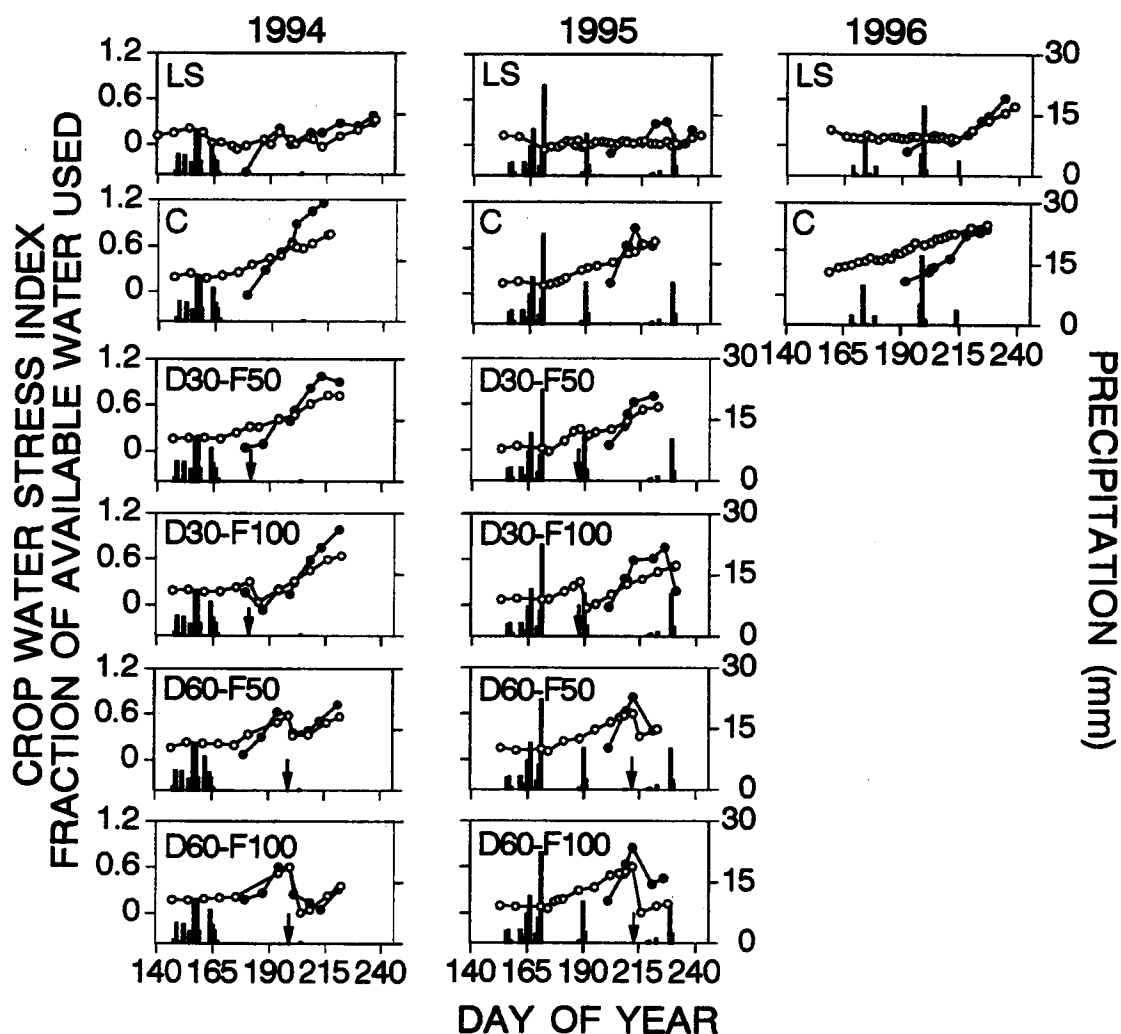 1994 1995 1996
1.2 LS LS LS 30
0.6 15
0 0
1.2 C C C 30
0.6 15
0 0
140 165 190 215 240
1.2 D30-F50 D30-F50 30
0.6 15
0 0
1.2 D30-F100 D30-F100 30
0.6 15
0 0
1.2 D60-F50 D60-F50 30
0.6 15
0 0
1.2 D60-F100 D60-F100 30
0.6 15
0 0
140 165 190 215 240 140 165 190 215 240
DAY OF YEAR
CROP WATER STRESS INDEX
FRACTION OF AVAILABLE WATER USED
PRECIPITATION (mm)